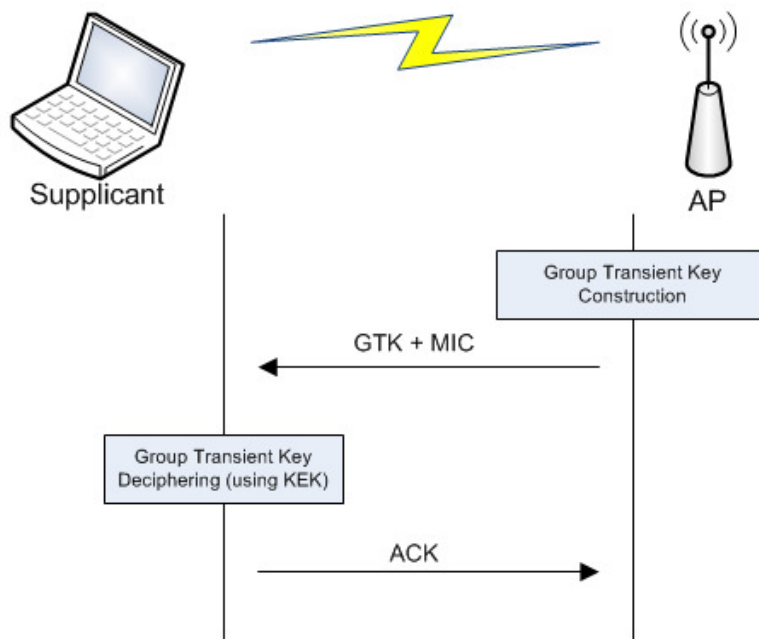 Supplicant
AP
Group Transient Key
Construction
GTK + MIC
Group Transient Key
Deciphering (using KEK)
ACK